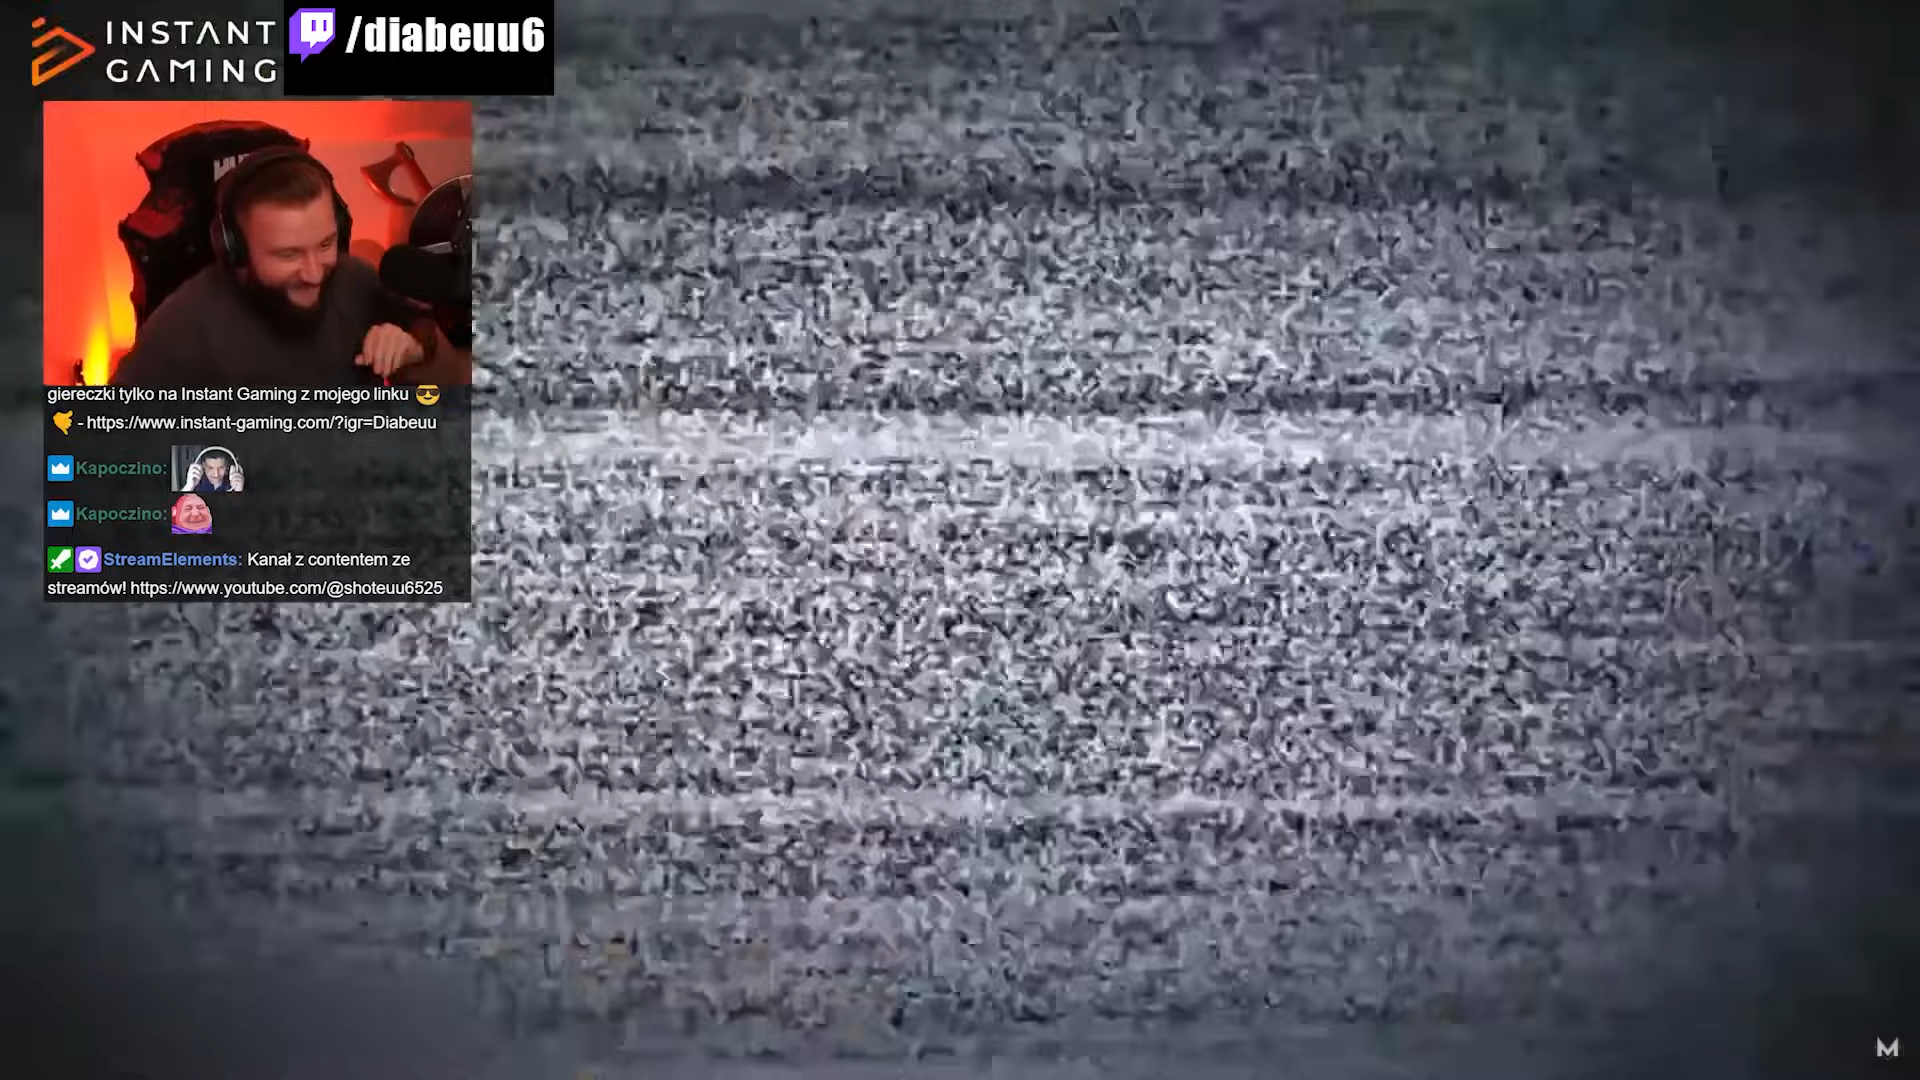 INSTANT
GAMING
/diabeuu6
giereczki tylko na Instant Gaming z mojego linku 😎
🤙 - https://www.instant-gaming.com/?igr=Diabeuu
Kapoczino:
Kapoczino:
StreamElements: Kanał z contentem ze
streamów! https://www.youtube.com/@shoteuu6525
M